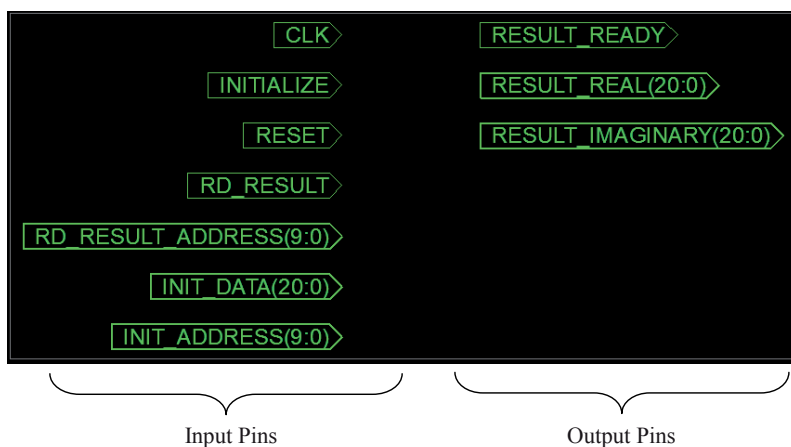 CLK
INITIALIZE
RESET
RD_RESULT
RD_RESULT_ADDRESS(9:0)
INIT_DATA(20:0)
INIT_ADDRESS(9:0)
RESULT_READY
RESULT_REAL(20:0)
RESULT_IMAGINARY(20:0)
Input Pins
Output Pins